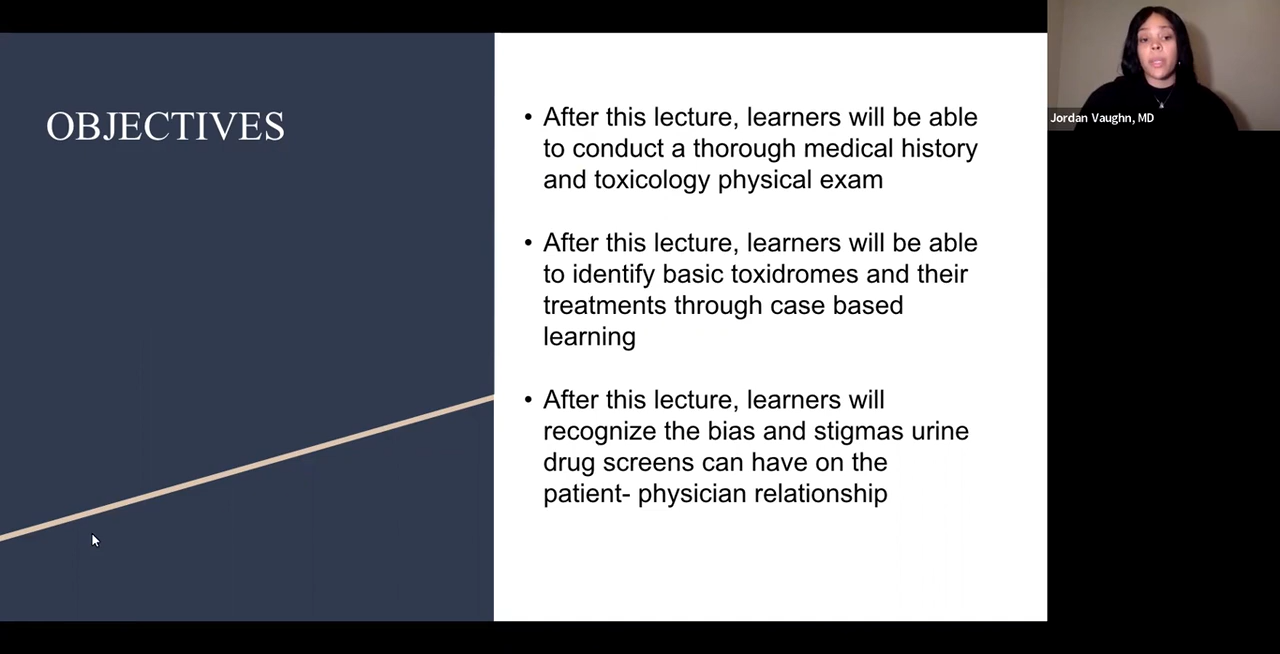 OBJECTIVES
• After this lecture, learners will be able
to conduct a thorough medical history
and toxicology physical exam
• After this lecture, learners will be able
to identify basic toxidromes and their
treatments through case based
learning
• After this lecture, learners will
recognize the bias and stigmas urine
drug screens can have on the
patient- physician relationship
Jordan Vaughn, MD